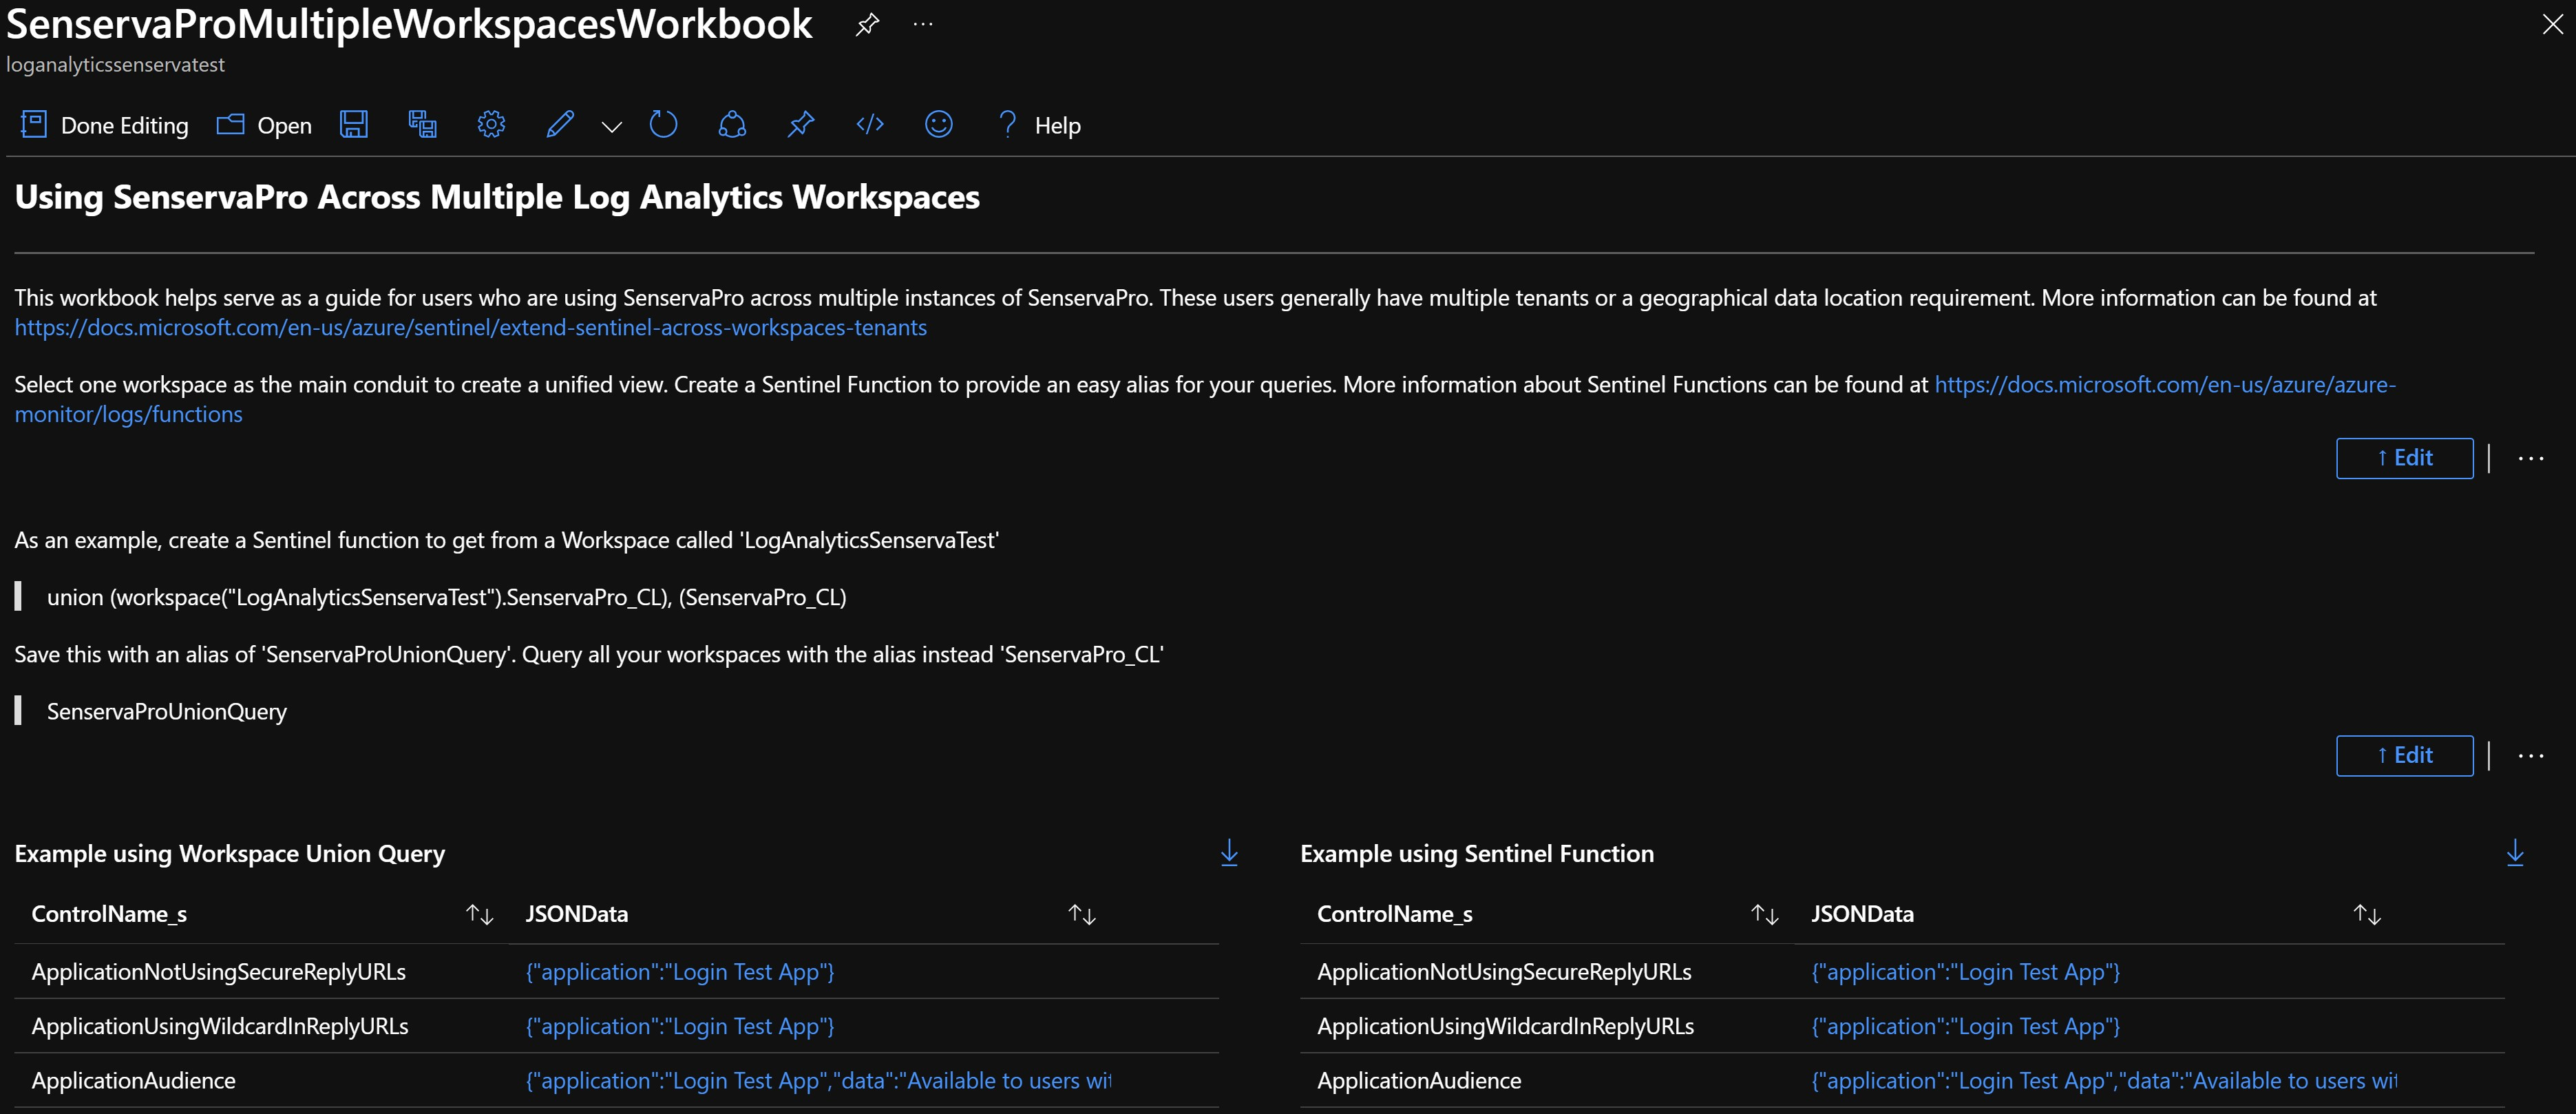 SenservaProMultipleWorkspacesWorkbook
loganalyticssenservatest
Done Editing Open Help
Using SenservaPro Across Multiple Log Analytics Workspaces
This workbook helps serve as a guide for users who are using SenservaPro across multiple instances of SenservaPro. These users generally have multiple tenants or a geographical data location requirement. More information can be found at
https://docs.microsoft.com/en-us/azure/sentinel/extend-sentinel-across-workspaces-tenants
Select one workspace as the main conduit to create a unified view. Create a Sentinel Function to provide an easy alias for your queries. More information about Sentinel Functions can be found at https://docs.microsoft.com/en-us/azure/azure-
monitor/logs/functions
↑ Edit
As an example, create a Sentinel function to get from a Workspace called 'LogAnalyticsSenservaTest'
union (workspace("LogAnalyticsSenservaTest").SenservaPro_CL), (SenservaPro_CL)
Save this with an alias of 'SenservaProUnionQuery'. Query all your workspaces with the alias instead 'SenservaPro_CL'
SenservaProUnionQuery
↑ Edit
Example using Workspace Union Query
ControlName_s JSONData
ApplicationNotUsingSecureReplyURLs {"application":"Login Test App"}
ApplicationUsingWildcardInReplyURLs {"application":"Login Test App"}
ApplicationAudience {"application":"Login Test App","data":"Available to users wit
Example using Sentinel Function
ControlName_s JSONData
ApplicationNotUsingSecureReplyURLs {"application":"Login Test App"}
ApplicationUsingWildcardInReplyURLs {"application":"Login Test App"}
ApplicationAudience {"application":"Login Test App","data":"Available to users wit